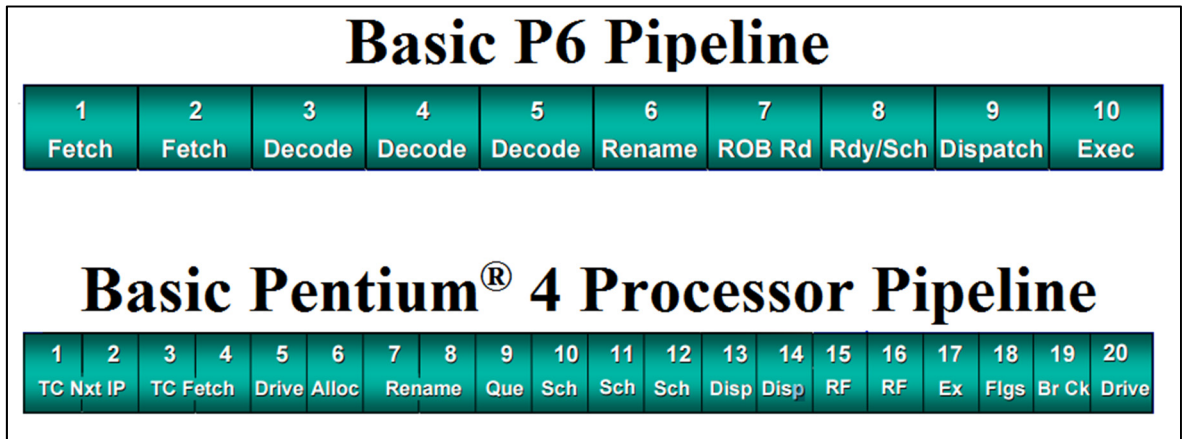 Basic P6 Pipeline
1 2 3 4 5 6 7 8 9 10
Fetch Fetch Decode Decode Decode Rename ROB Rd Rdy/Sch Dispatch Exec
Basic Pentium® 4 Processor Pipeline
1 2 3 4 5 6 7 8 9 10 11 12 13 14 15 16 17 18 19 20
TC Nxt IP TC Fetch Drive Alloc Rename Que Sch Sch Sch Disp Disp RF RF Ex Flgs Br Ck Drive